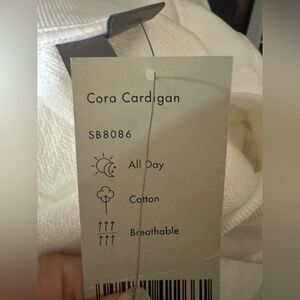 Cora Cardigan
SB8086
All Day
Cotton
Breathable